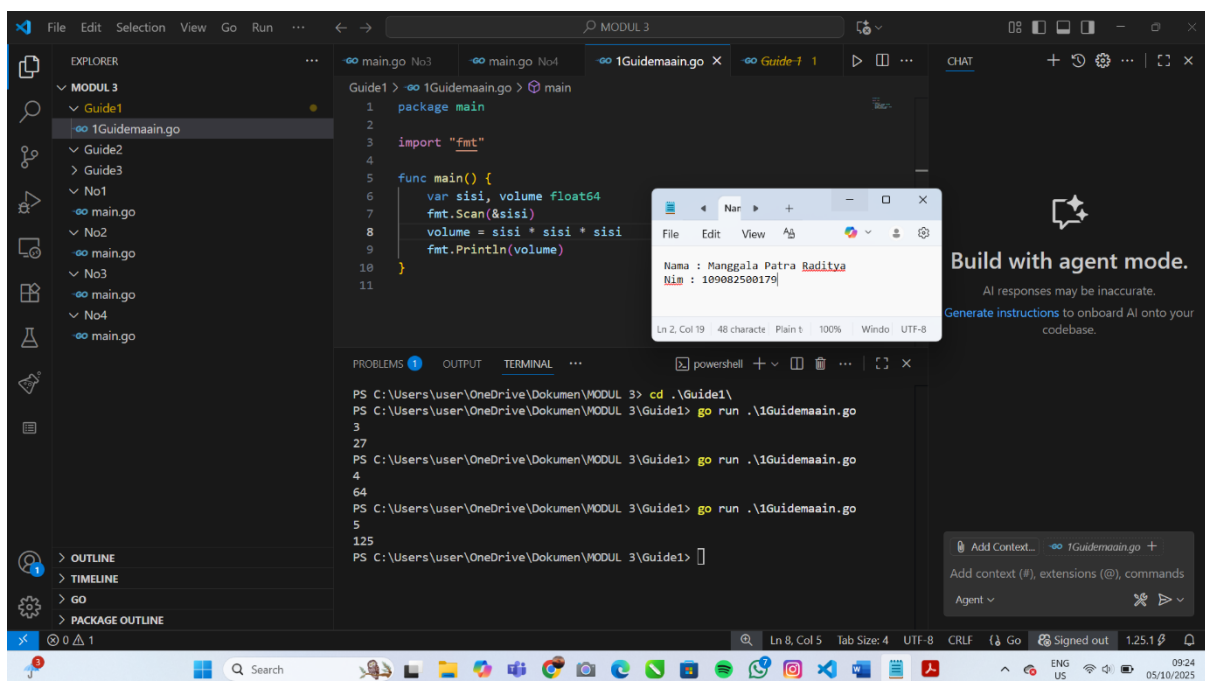 File Edit Selection View Go Run ···
MODUL 3
EXPLORER
MODUL 3
Guide1
1Guidemaain.go
Guide2
Guide3
No1
main.go
No2
main.go
No3
main.go
No4
main.go
OUTLINE
TIMELINE
GO
PACKAGE OUTLINE
main.go No3 main.go No4 1Guidemaain.go Guide-1 1
Guide1 > 1Guidemaain.go > main
1 package main
2
3 import "fmt"
4
5 func main() {
6 var sisi, volume float64
7 fmt.Scan(&sisi)
8 volume = sisi * sisi * sisi
9 fmt.Println(volume)
10 }
11
Nar
File Edit View
Nama : Manggala Patra Raditya
Nim : 109082500179
Ln 2, Col 19 48 characte Plain t 100% Windo UTF-8
PROBLEMS 1 OUTPUT TERMINAL ··· powershell
PS C:\Users\user\OneDrive\Dokumen\MODUL 3> cd .\Guide1\
PS C:\Users\user\OneDrive\Dokumen\MODUL 3\Guide1> go run .\1Guidemaain.go
3
27
PS C:\Users\user\OneDrive\Dokumen\MODUL 3\Guide1> go run .\1Guidemaain.go
4
64
PS C:\Users\user\OneDrive\Dokumen\MODUL 3\Guide1> go run .\1Guidemaain.go
5
125
PS C:\Users\user\OneDrive\Dokumen\MODUL 3\Guide1>
CHAT
Build with agent mode.
AI responses may be inaccurate.
Generate instructions to onboard AI onto your
codebase.
Add Context... 1Guidemaain.go +
Add context (#), extensions (@), commands
Agent
0 1 Ln 8, Col 5 Tab Size: 4 UTF-8 CRLF Go Signed out 1.25.1
Search
ENG
US
09:24
05/10/2025